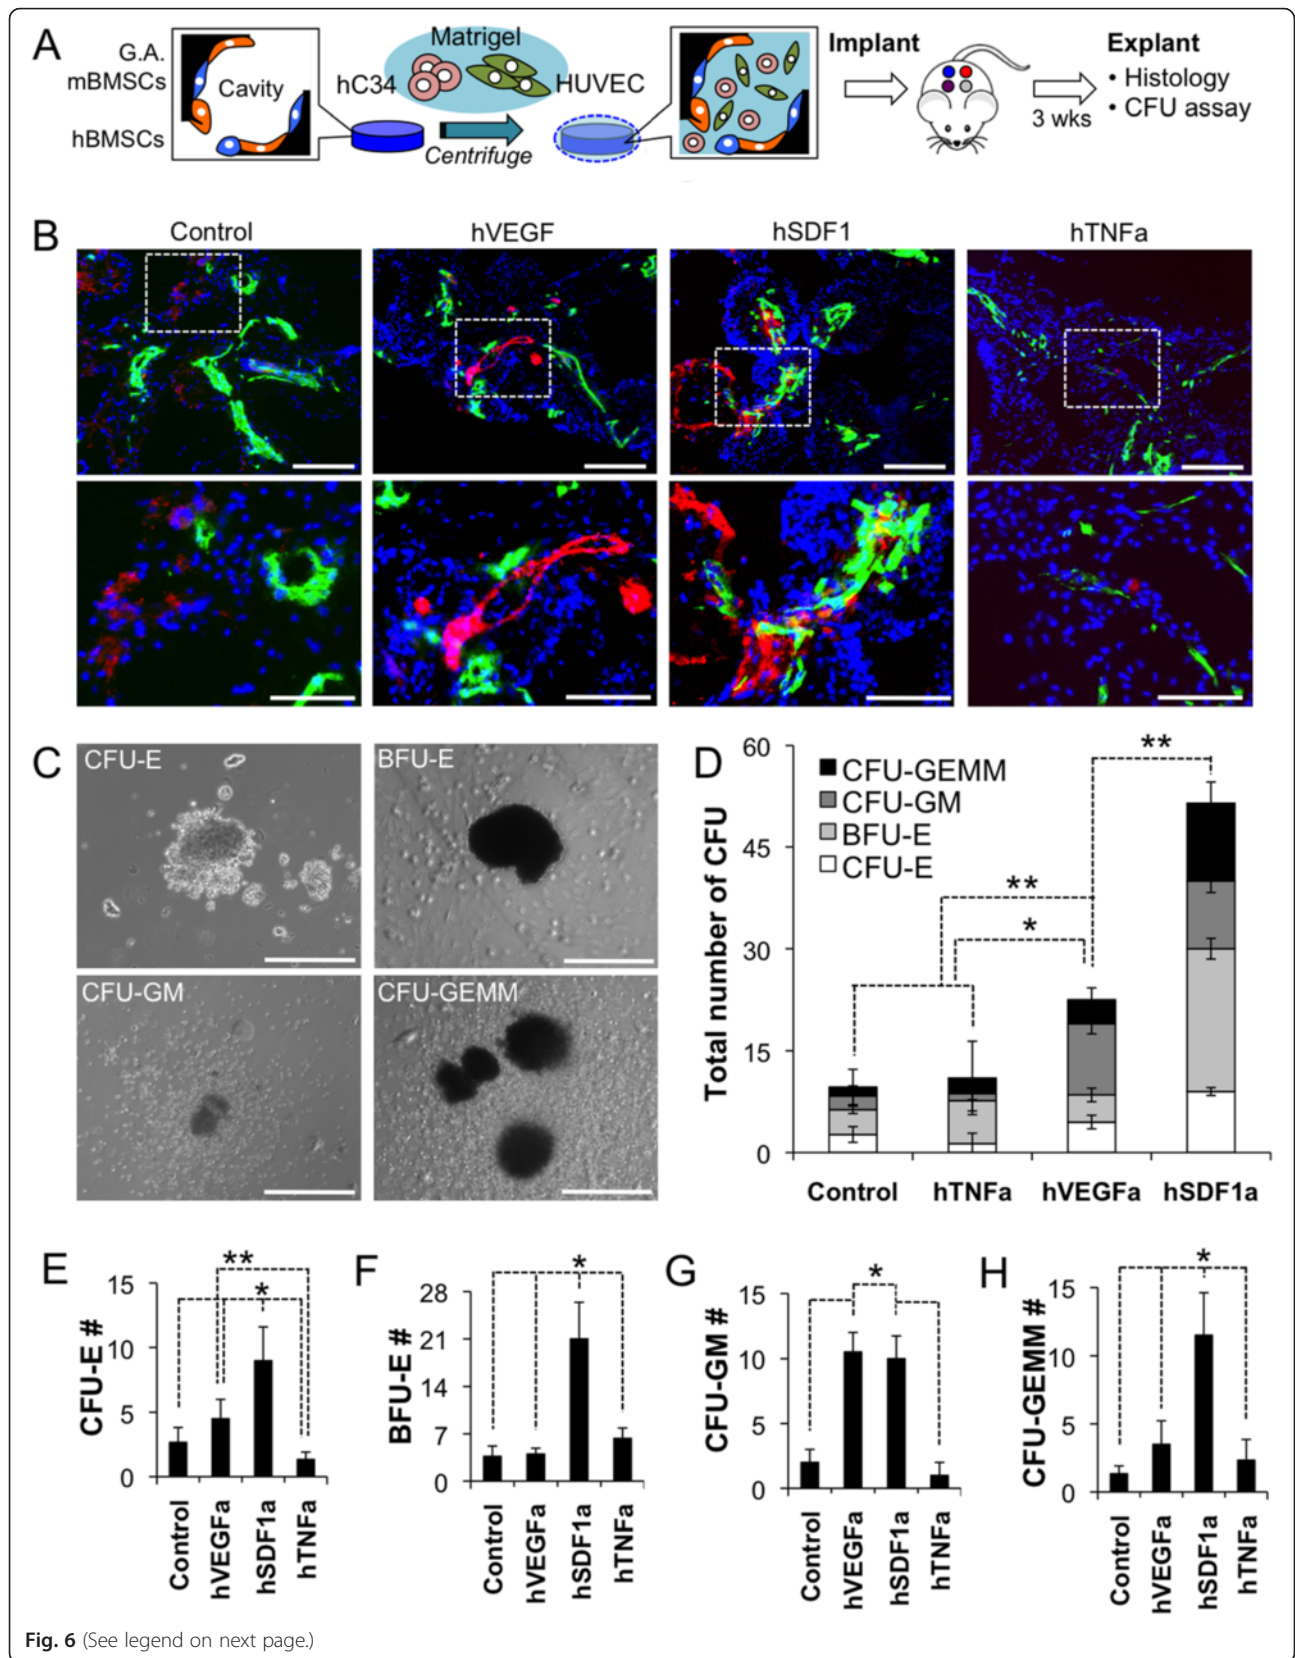 A
G.A.
mBMSCs
hBMSCs
Cavity
hC34
Matrigel
HUVEC
Centrifuge
Implant
3 wks
Explant
• Histology
• CFU assay
B
Control
hVEGF
hSDF1
hTNFa
C
CFU-E
BFU-E
CFU-GM
CFU-GEMM
D
Total number of CFU
60
45
30
15
0
CFU-GEMM
CFU-GM
BFU-E
CFU-E
**
*
**
Control
hTNFa
hVEGFa
hSDF1a
E
CFU-E #
15
10
5
0
**
*
Control
hVEGFa
hSDF1a
hTNFa
F
BFU-E #
28
21
14
7
0
*
Control
hVEGFa
hSDF1a
hTNFa
G
CFU-GM #
15
10
5
0
*
Control
hVEGFa
hSDF1a
hTNFa
H
CFU-GEMM #
15
10
5
0
*
Control
hVEGFa
hSDF1a
hTNFa
Fig. 6 (See legend on next page.)